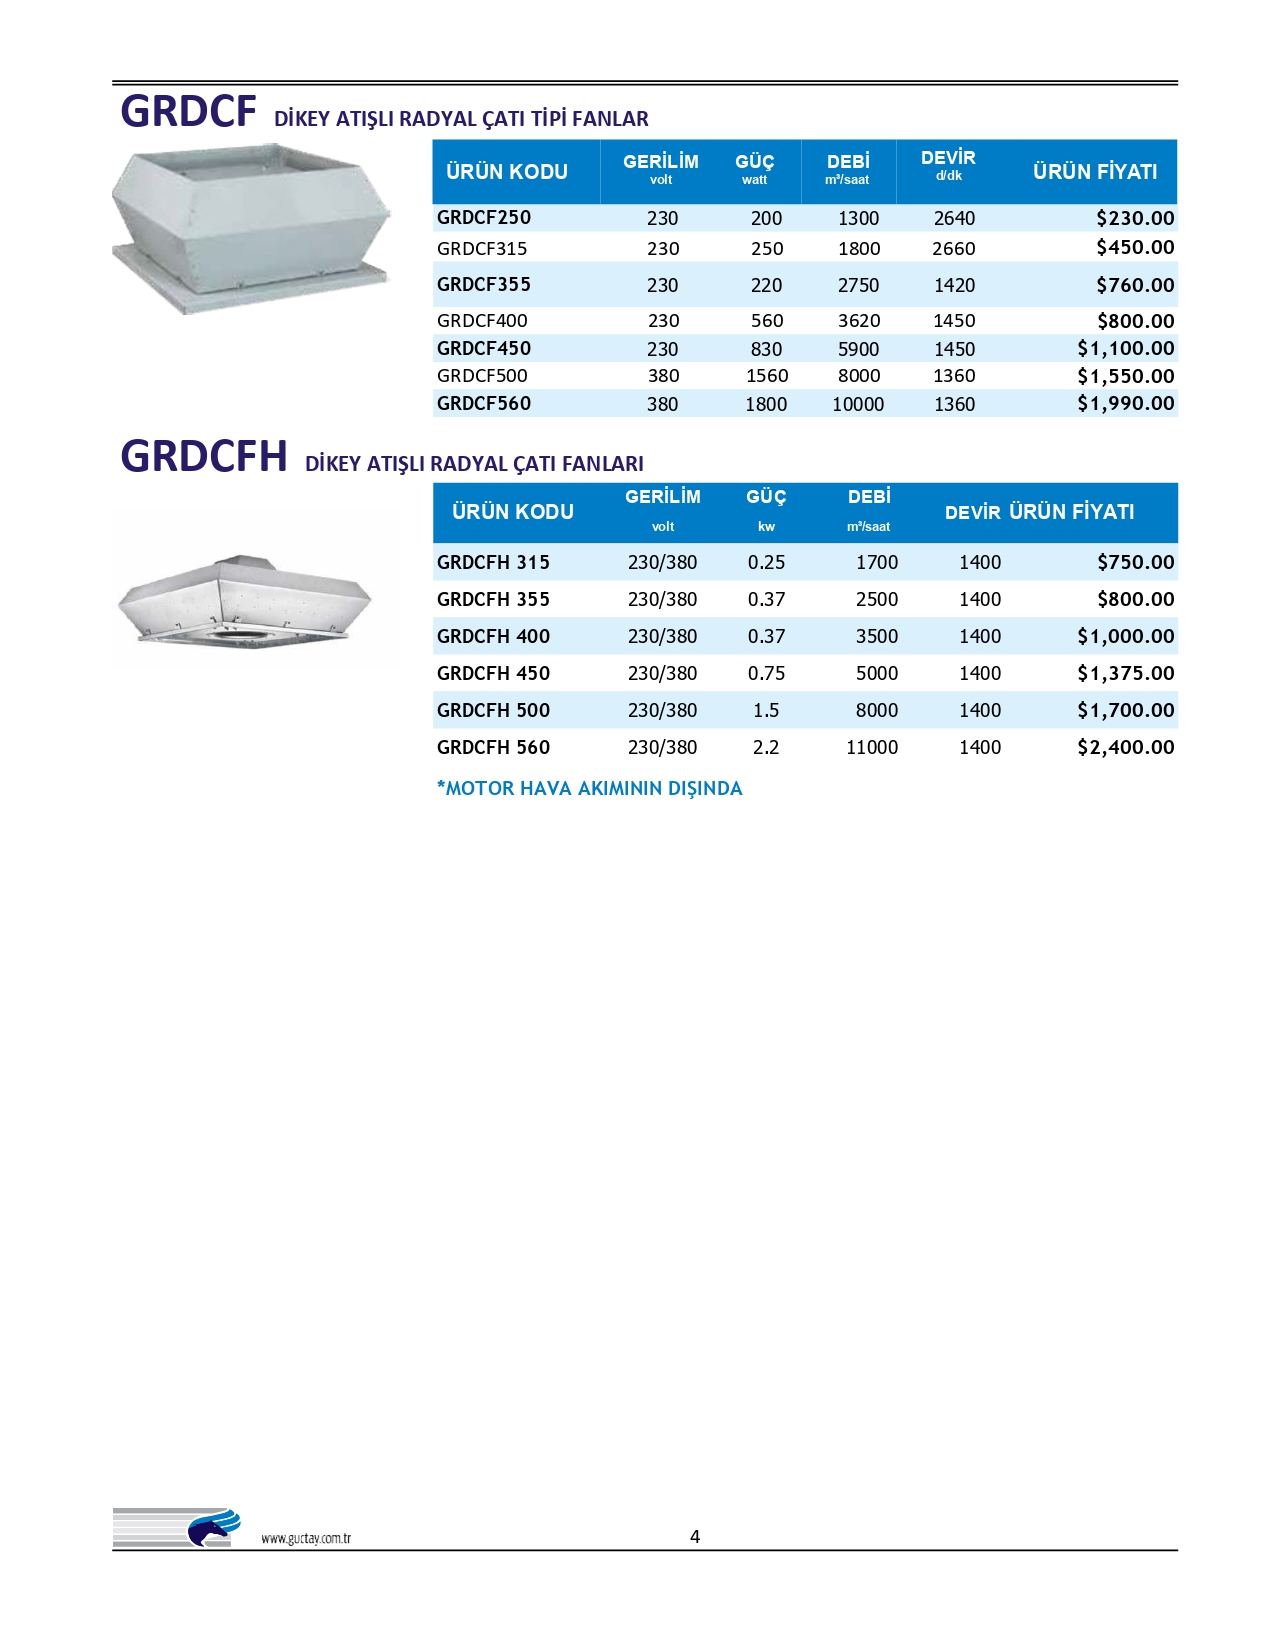 GRDCF DİKEY ATIŞLI RADYAL ÇATI TİPİ FANLAR
ÜRÜN KODU GERİLİM volt GÜÇ watt DEBİ m³/saat DEVİR d/dk ÜRÜN FİYATI
GRDCF250 230 200 1300 2640 $230.00
GRDCF315 230 250 1800 2660 $450.00
GRDCF355 230 220 2750 1420 $760.00
GRDCF400 230 560 3620 1450 $800.00
GRDCF450 230 830 5900 1450 $1,100.00
GRDCF500 380 1560 8000 1360 $1,550.00
GRDCF560 380 1800 10000 1360 $1,990.00
GRDCFH DİKEY ATIŞLI RADYAL ÇATI FANLARI
ÜRÜN KODU GERİLİM volt GÜÇ kw DEBİ m³/saat DEVİR ÜRÜN FİYATI
GRDCFH 315 230/380 0.25 1700 1400 $750.00
GRDCFH 355 230/380 0.37 2500 1400 $800.00
GRDCFH 400 230/380 0.37 3500 1400 $1,000.00
GRDCFH 450 230/380 0.75 5000 1400 $1,375.00
GRDCFH 500 230/380 1.5 8000 1400 $1,700.00
GRDCFH 560 230/380 2.2 11000 1400 $2,400.00
*MOTOR HAVA AKIMININ DIŞINDA
www.guctay.com.tr 4